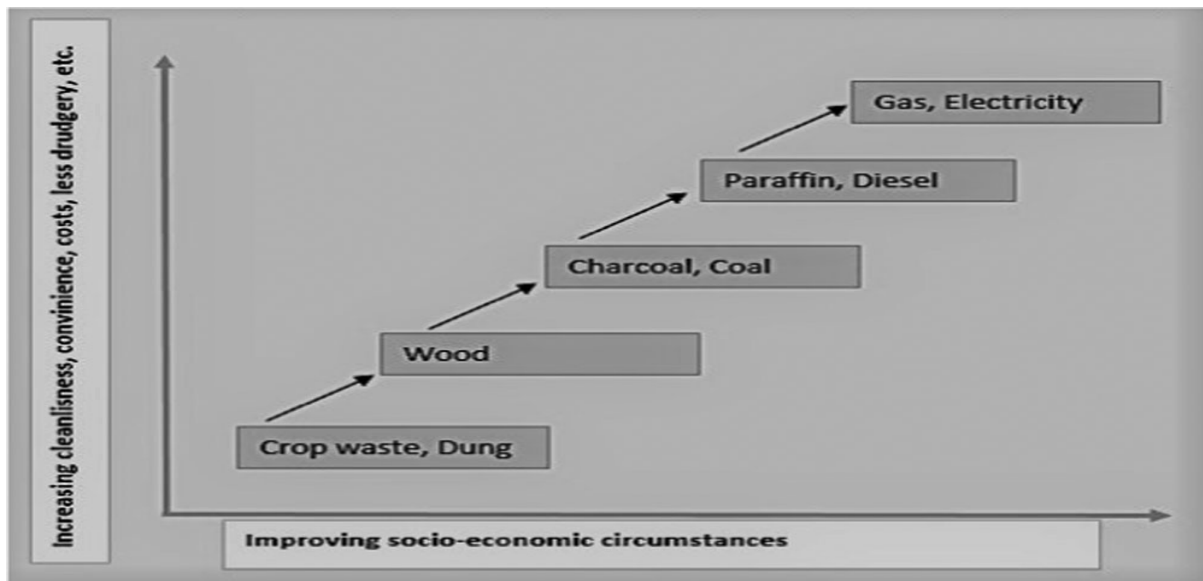 Increasing cleanlisness, convinience, costs, less drudgery, etc.
Gas, Electricity
Paraffin, Diesel
Charcoal, Coal
Wood
Crop waste, Dung
Improving socio-economic circumstances